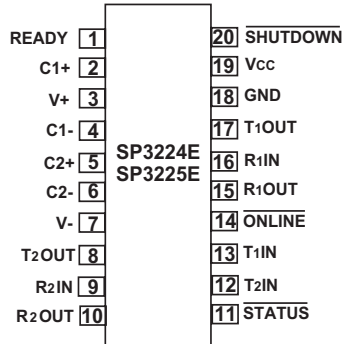 READY 1 20 SHUTDOWN
C1+ 2 19 VCC
V+ 3 18 GND
C1- 4 17 T1OUT
C2+ 5 SP3224E 16 R1IN
C2- 6 SP3225E 15 R1OUT
V- 7 14 ONLINE
T2OUT 8 13 T1IN
R2IN 9 12 T2IN
R2OUT 10 11 STATUS